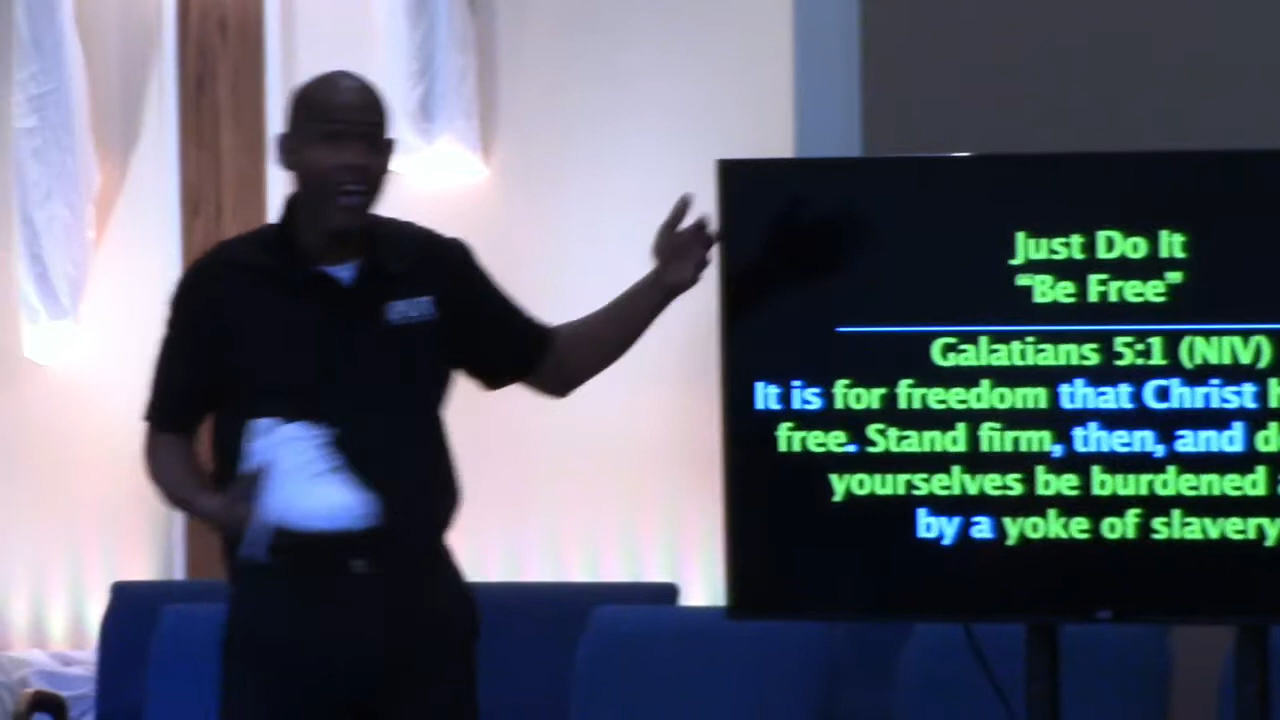 Just Do It
“Be Free”
Galatians 5:1 (NIV)
It is for freedom that Christ
free. Stand firm, then, and
yourselves be burdened
by a yoke of slavery